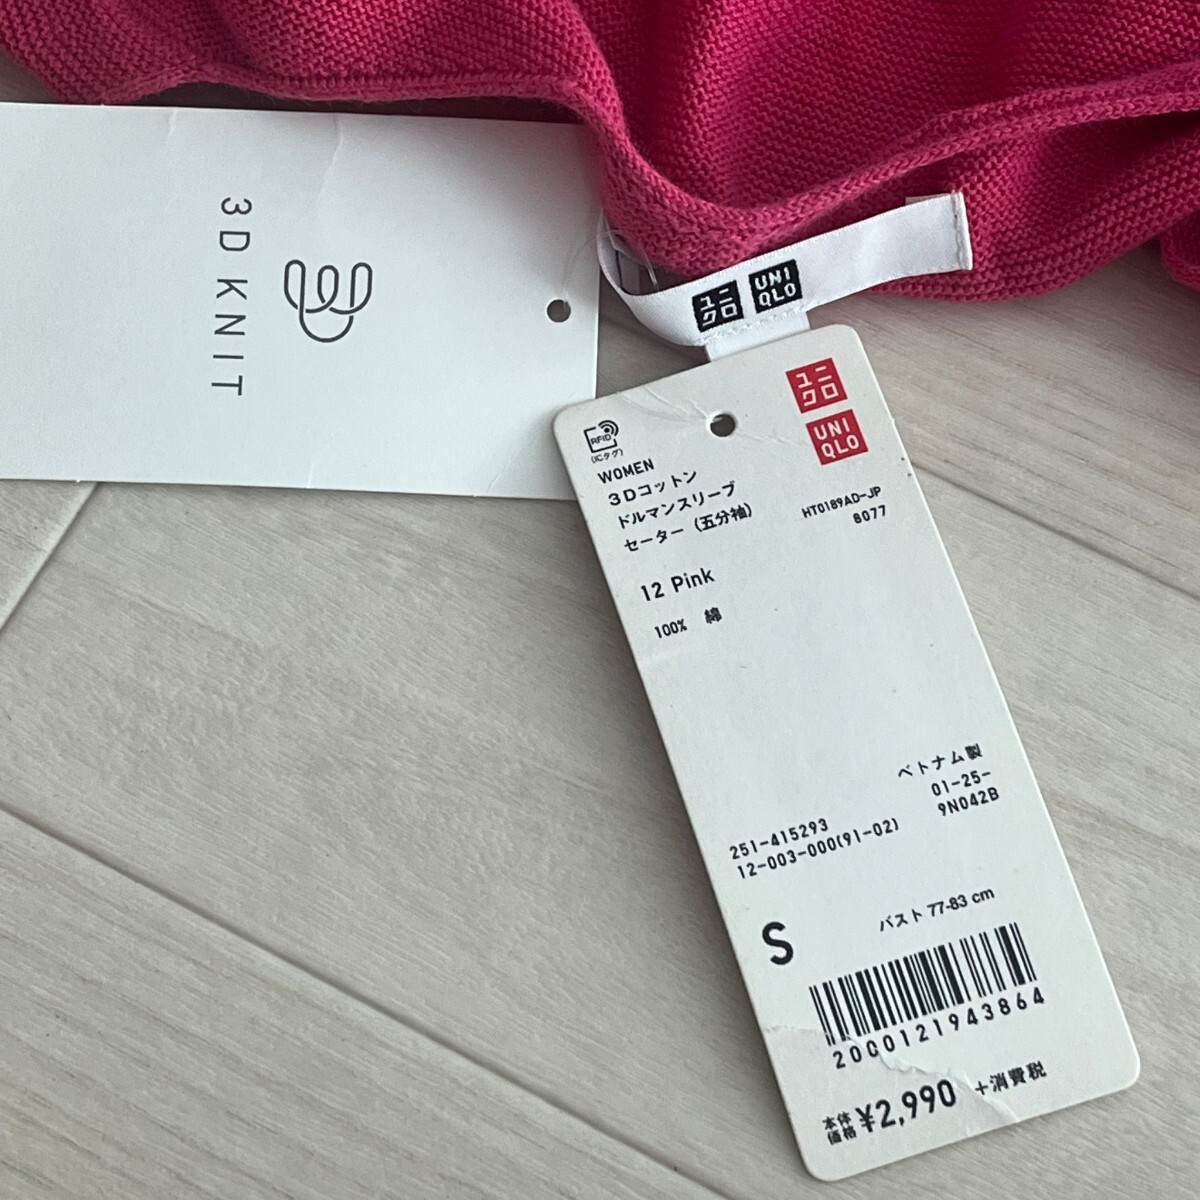 3D KNIT
ユニ
クロ
UNI
QLO
ユニ
クロ
UNI
QLO
RFID
(ICタグ)
WOMEN
3Dコットン
ドルマンスリーブ
セーター (五分袖)
HT0189AD-JP
8077
12 Pink
100% 綿
ベトナム製
01-25-
9N042B
251-415293
12-003-000(91-02)
S
バスト 77-83 cm
2000121943864
本体
価格 ¥2,990 +消費税